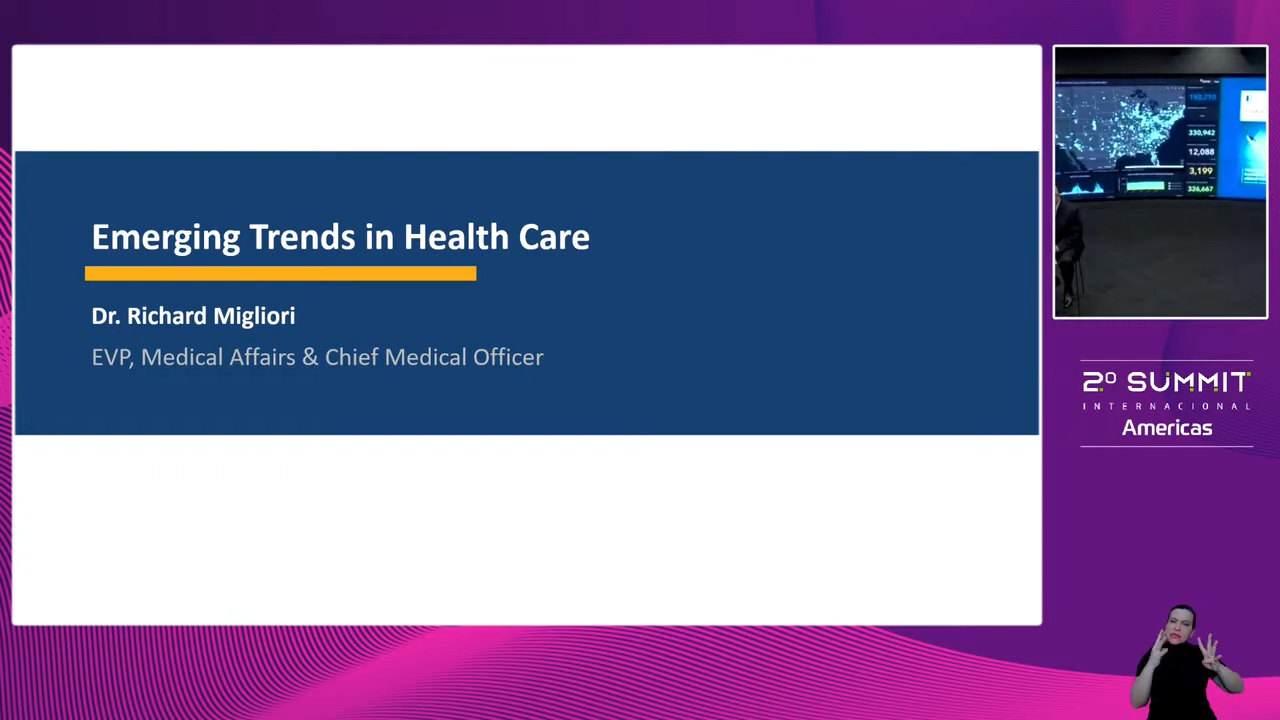 Emerging Trends in Health Care
Dr. Richard Migliori
EVP, Medical Affairs & Chief Medical Officer
330,942
12,088
3,199
326,667
2º SUMMIT
INTERNACIONAL
Americas